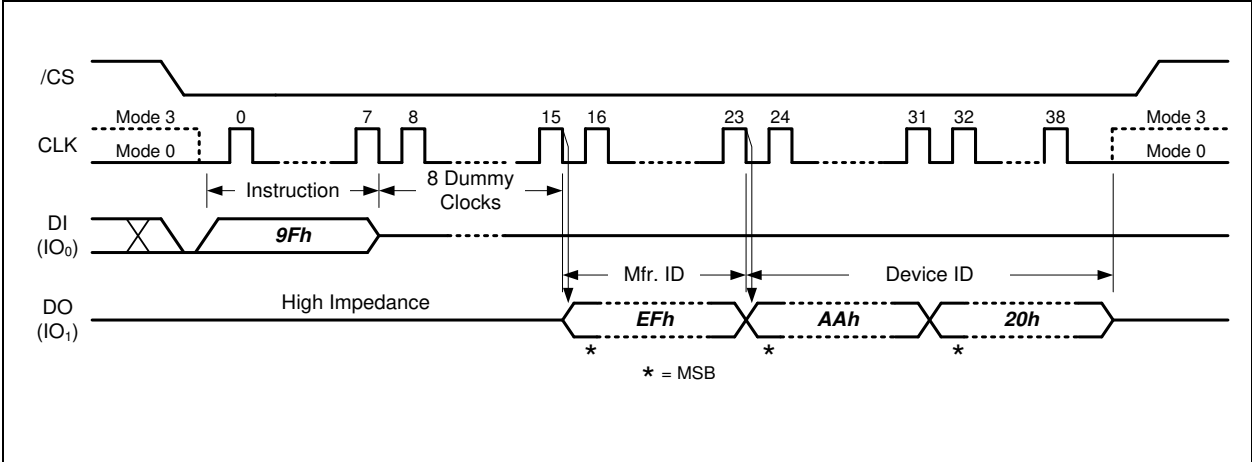 /CS
Mode 3 0 7 8 15 16 23 24 31 32 38 Mode 3
CLK
Mode 0 Mode 0
Instruction 8 Dummy
Clocks
DI
(IO₀)
9Fh
Mfr. ID Device ID
High Impedance
DO
(IO₁)
EFh AAh 20h
* * *
* = MSB